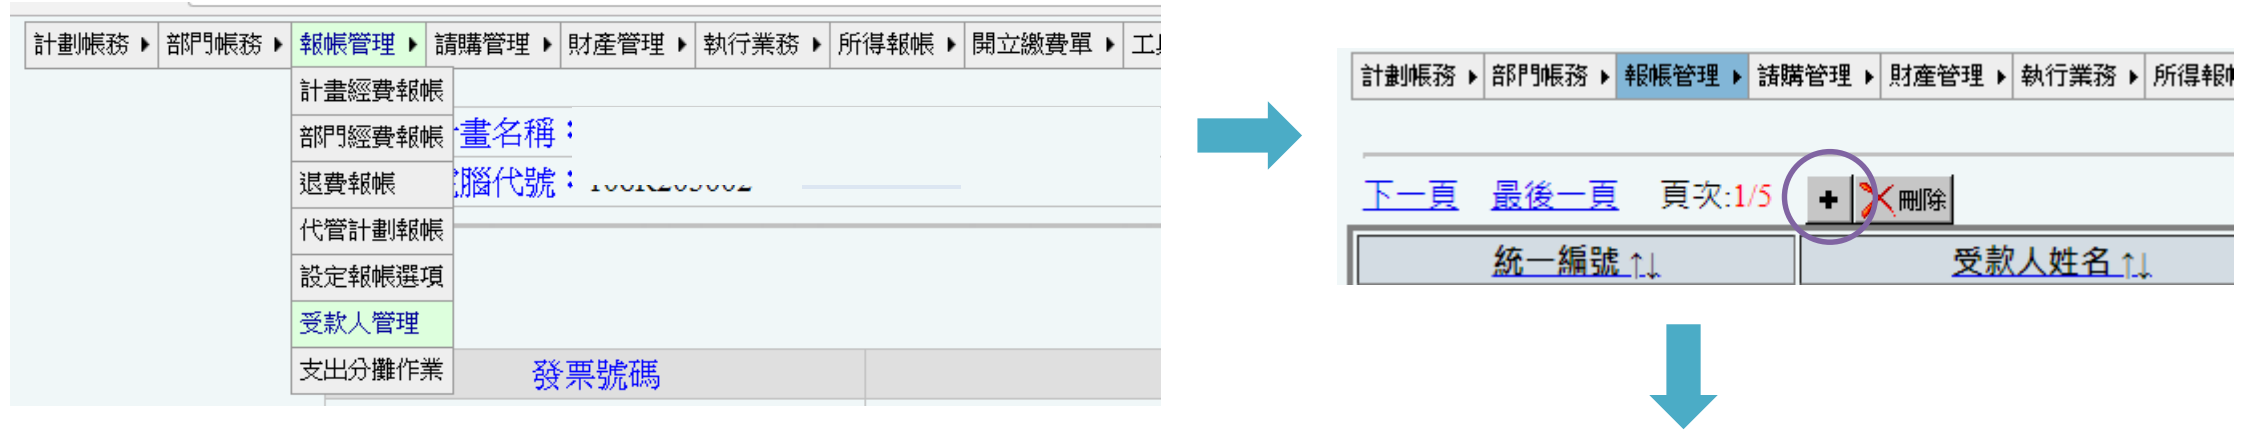 計劃帳務 部門帳務 報帳管理 請購管理 財產管理 執行業務 所得報帳 開立繳費單
計畫經費報帳
部門經費報帳
退費報帳
代管計劃報帳
設定報帳選項
受款人管理
支出分攤作業
畫名稱：
腦代號：
發票號碼
計劃帳務 部門帳務 報帳管理 請購管理 財產管理 執行業務 所得報
下一頁 最後一頁 頁次:1/5 + 刪除
統一編號↑↓ 受款人姓名↑↓